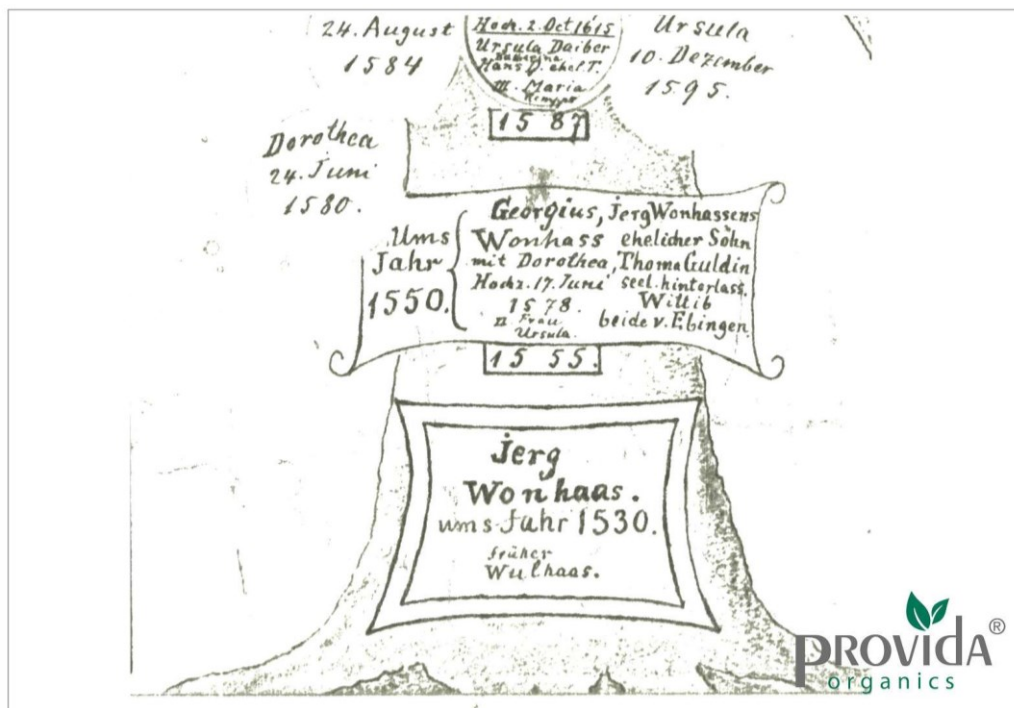 24. August
1584
Hochz. 2. Oct 1615
Ursula Daiber
Hans D. ehel. T.
III. Maria
Ursula
10. Dezember
1595.
1587
Dorothea
24. Juni
1580.
Ums
Jahr
1550.
Georgius, Jerg Wonhassens
Wonhass ehelicher Sohn
mit Dorothea, Thoma Guldin
Hochz. 17. Juni seel. hinterlass.
1578. Wittib
II. Frau beide v. Ebingen.
Ursula.
1555.
Jerg
Wonhaas.
ums Jahr 1530.
früher
Wulhaas.
PROVIDA®
organics